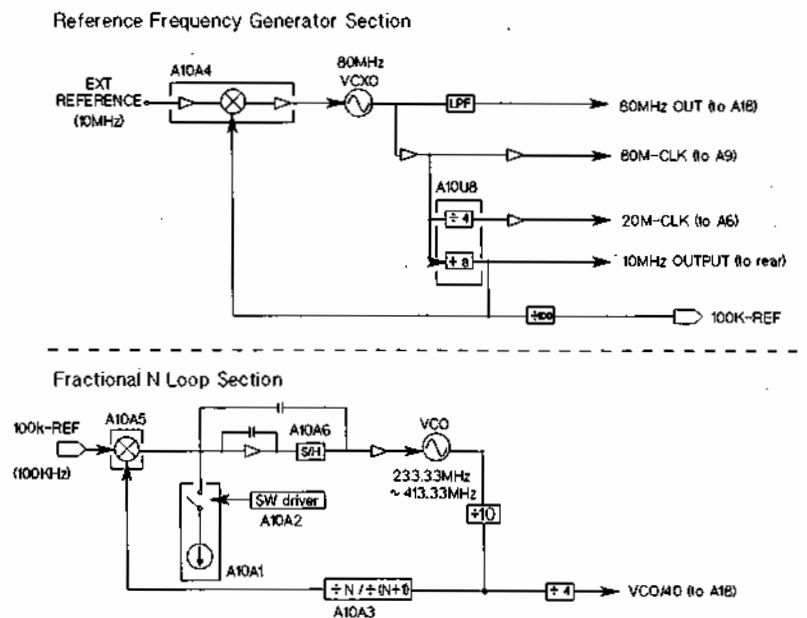 Reference Frequency Generator Section
A10A4
EXT
REFERENCE
(10MHz)
80MHz
VCXO
LPF
80MHz OUT (to A18)
80M-CLK (to A9)
A10U8
÷ 4
20M-CLK (to A6)
÷ 8
10MHz OUTPUT (to rear)
÷100
100K-REF
Fractional N Loop Section
100k-REF
(100KHz)
A10A5
A10A6
S/H
VCO
233.33MHz
~ 413.33MHz
SW driver
A10A2
A10A1
÷10
÷N / ÷(N+1)
A10A3
÷ 4
VCO/40 (to A18)